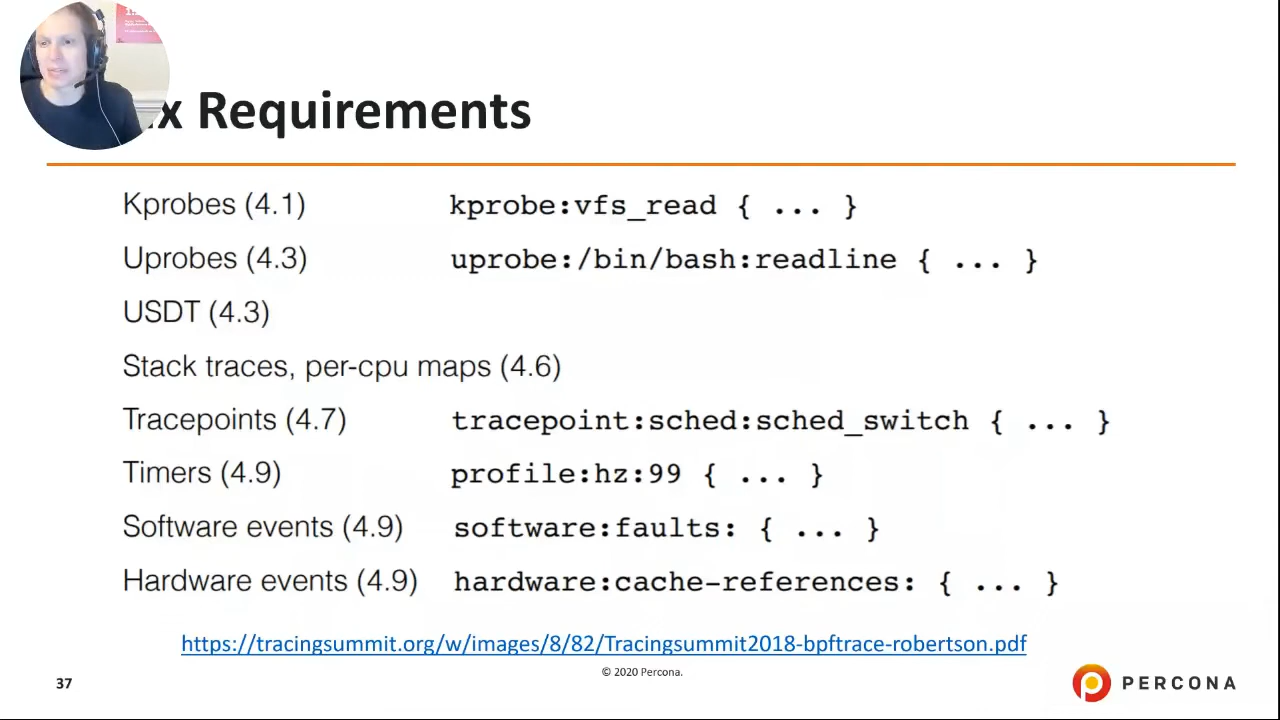 x Requirements
Kprobes (4.1) kprobe:vfs_read { ... }
Uprobes (4.3) uprobe:/bin/bash:readline { ... }
USDT (4.3)
Stack traces, per-cpu maps (4.6)
Tracepoints (4.7) tracepoint:sched:sched_switch { ... }
Timers (4.9) profile:hz:99 { ... }
Software events (4.9) software:faults: { ... }
Hardware events (4.9) hardware:cache-references: { ... }
https://tracingsummit.org/w/images/8/82/Tracingsummit2018-bpftrace-robertson.pdf
37
© 2020 Percona.
PERCONA